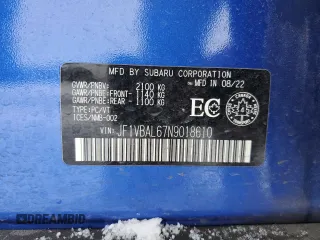 MFD BY SUBARU CORPORATION
GVWR/PNBV: 2100 KG
GAWR/PNBE:FRONT- 1140 KG
GAWR/PNBE:REAR - 1100 KG
MFD IN 08/22
TYPE:PC/VT
ICES/NMB-002
EC
VIN: JF1VBAL67N9018610
DREAMBID